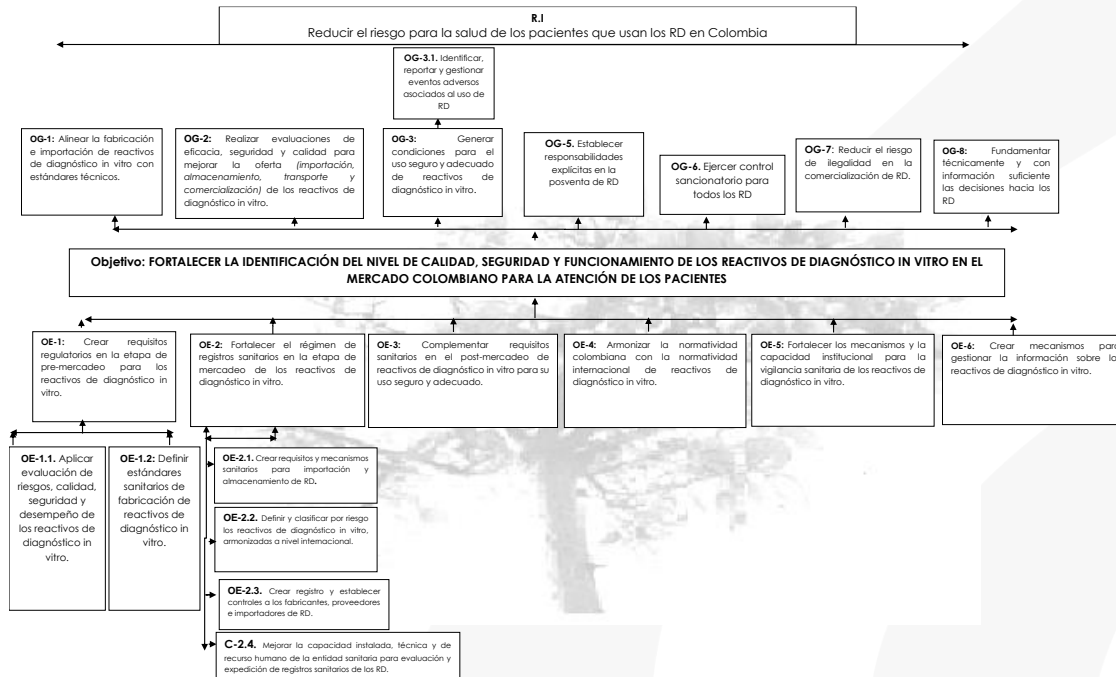 R.I
Reducir el riesgo para la salud de los pacientes que usan los RD en Colombia
OG-3.1. Identificar,
reportar y gestionar
eventos adversos
asociados al uso de
RD
OG-1: Alinear la fabricación
e importación de reactivos
de diagnóstico in vitro con
estándares técnicos.
OG-2: Realizar evaluaciones de
eficacia, seguridad y calidad para
mejorar la oferta (importación,
almacenamiento, transporte y
comercialización) de los reactivos de
diagnóstico in vitro.
OG-3: Generar
condiciones para el
uso seguro y adecuado
de reactivos de
diagnóstico in vitro.
OG-5. Establecer
responsabilidades
explícitas en la
posventa de RD
OG-6. Ejercer control
sancionatorio para
todos los RD
OG-7: Reducir el riesgo
de ilegalidad en la
comercialización de RD.
OG-8: Fundamentar
técnicamente y con
información suficiente
las decisiones hacia los
RD
Objetivo: FORTALECER LA IDENTIFICACIÓN DEL NIVEL DE CALIDAD, SEGURIDAD Y FUNCIONAMIENTO DE LOS REACTIVOS DE DIAGNÓSTICO IN VITRO EN EL
MERCADO COLOMBIANO PARA LA ATENCIÓN DE LOS PACIENTES
OE-1: Crear requisitos
regulatorios en la etapa de
pre-mercadeo para los
reactivos de diagnóstico in
vitro.
OE-2: Fortalecer el régimen de
registros sanitarios en la etapa de
mercadeo de los reactivos de
diagnóstico in vitro.
OE-3: Complementar requisitos
sanitarios en el post-mercadeo de
reactivos de diagnóstico in vitro para su
uso seguro y adecuado.
OE-4: Armonizar la normatividad
colombiana con la normatividad
internacional de reactivos de
diagnóstico in vitro.
OE-5: Fortalecer los mecanismos y la
capacidad institucional para la
vigilancia sanitaria de los reactivos de
diagnóstico in vitro.
OE-6: Crear mecanismos para
gestionar la información sobre lo
reactivos de diagnóstico in vitro.
OE-1.1. Aplicar
evaluación de
riesgos, calidad,
seguridad y
desempeño de
los reactivos de
diagnóstico in
vitro.
OE-1.2: Definir
estándares
sanitarios de
fabricación de
reactivos de
diagnóstico in
vitro.
OE-2.1. Crear requisitos y mecanismos
sanitarios para importación y
almacenamiento de RD.
OE-2.2. Definir y clasificar por riesgo
los reactivos de diagnóstico in vitro,
armonizadas a nivel internacional.
OE-2.3. Crear registro y establecer
controles a los fabricantes, proveedores
e importadores de RD.
C-2.4. Mejorar la capacidad instalada, técnica y de
recurso humano de la entidad sanitaria para evaluación y
expedición de registros sanitarios de los RD.